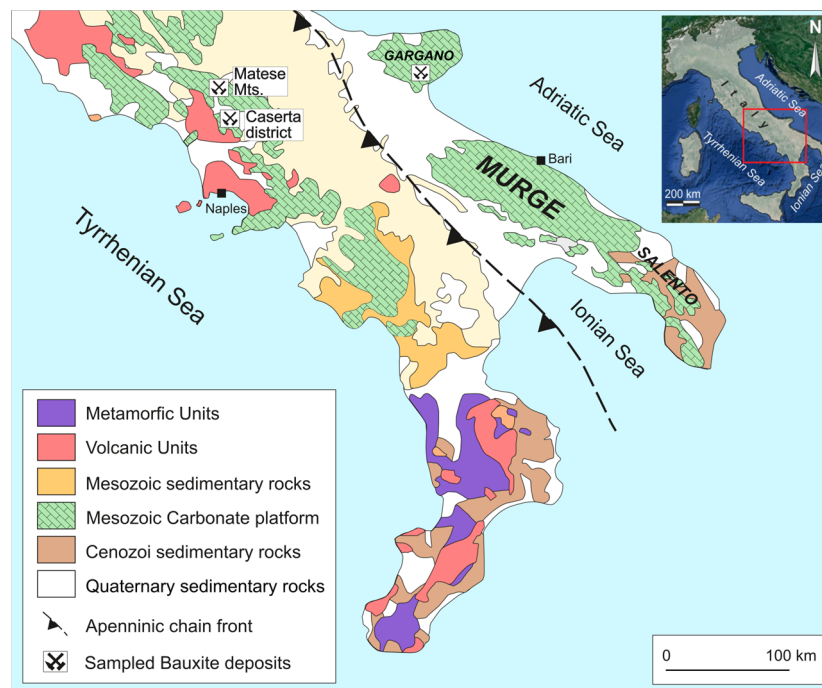 GARGANO
Matese
Mts.
Caserta
district
Adriatic Sea
MURGE
Bari
Naples
Tyrrhenian Sea
SALENTO
Ionian Sea
N
Adriatic Sea
Italy
Tyrrhenian Sea
Ionian Sea
200 km
Metamorfic Units
Volcanic Units
Mesozoic sedimentary rocks
Mesozoic Carbonate platform
Cenozoi sedimentary rocks
Quaternary sedimentary rocks
Apenninic chain front
Sampled Bauxite deposits
0 100 km